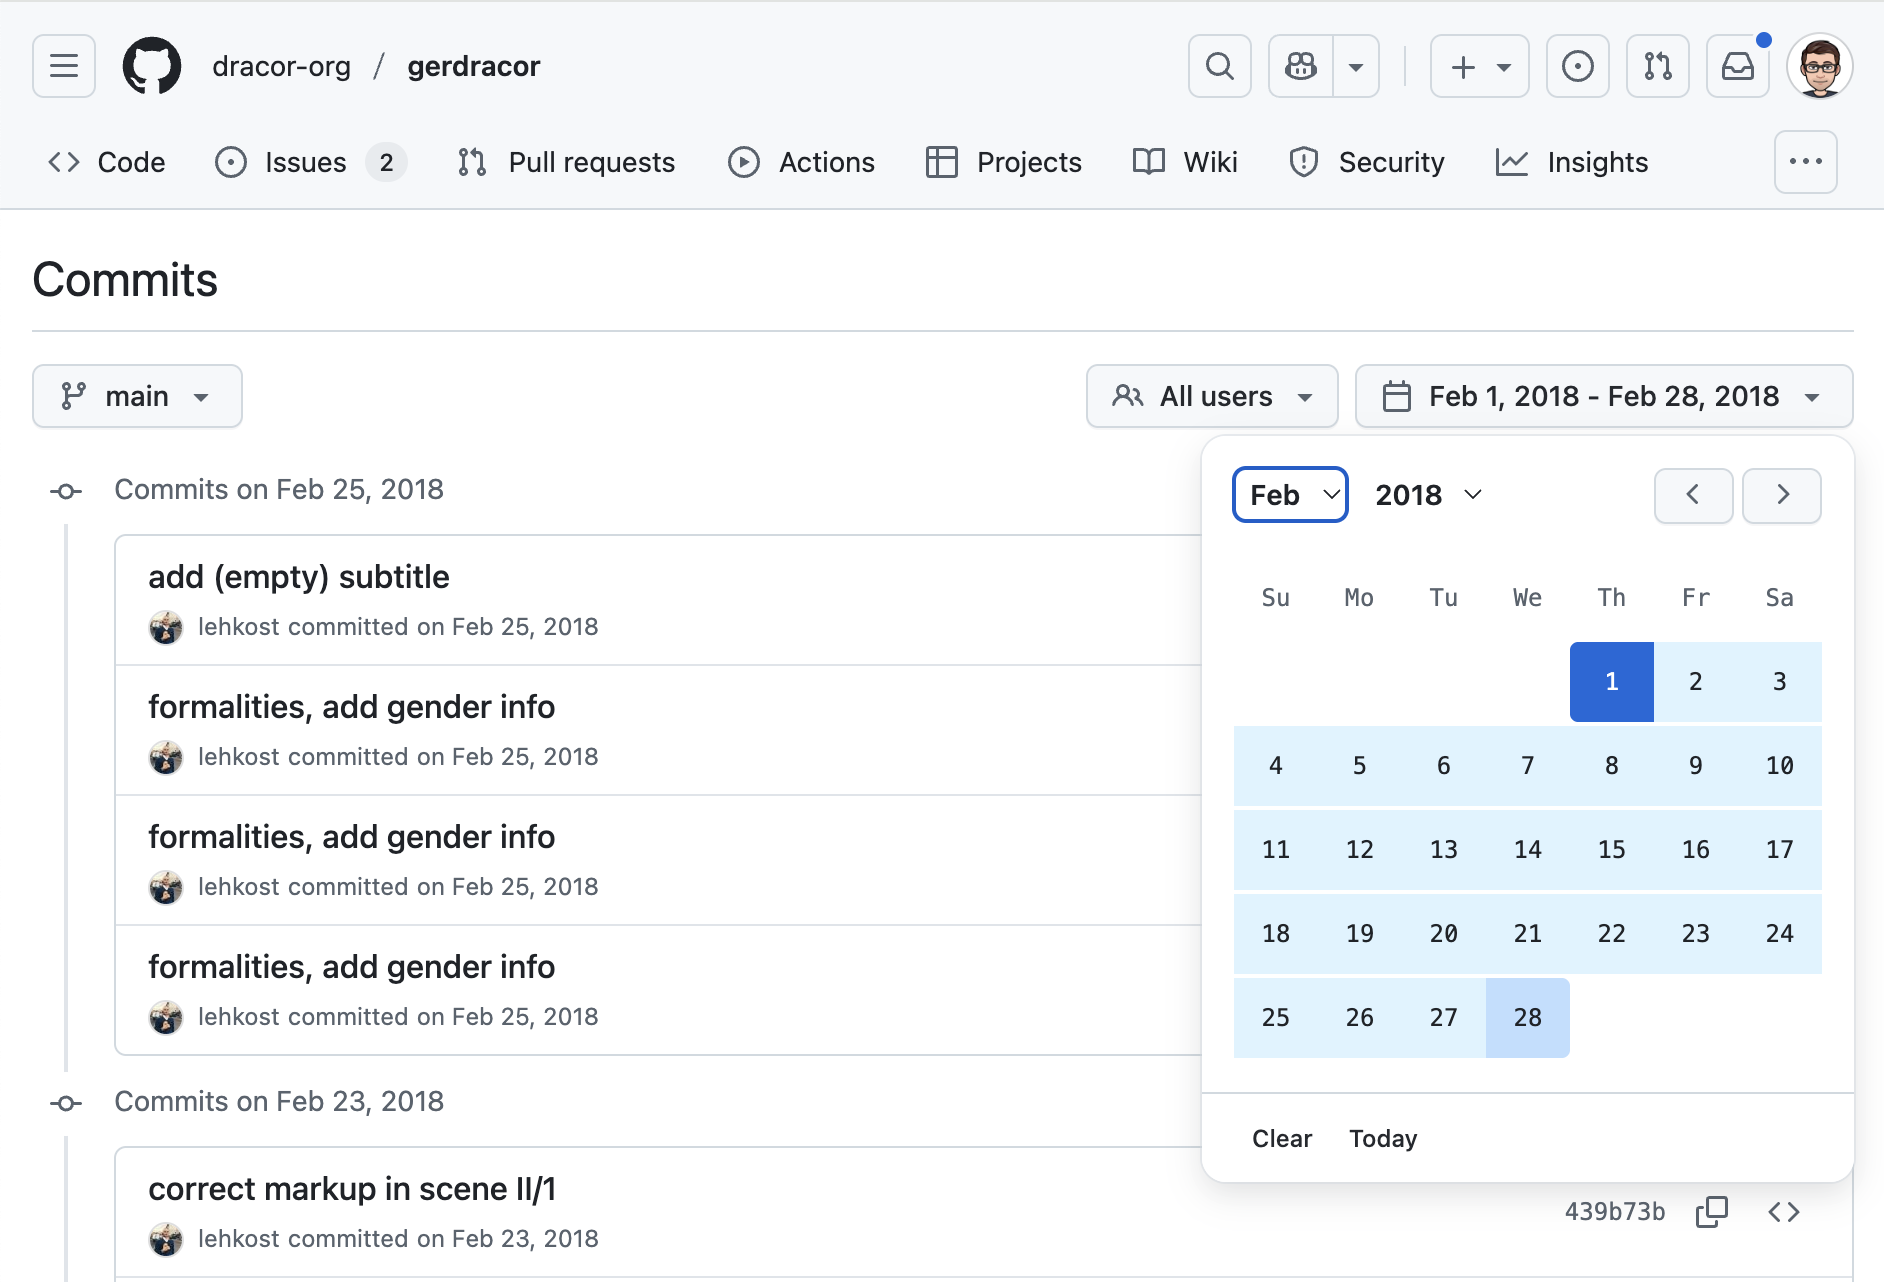 dracor-org / gerdracor
Code Issues 2 Pull requests Actions Projects Wiki Security Insights
Commits
main
All users
Feb 1, 2018 - Feb 28, 2018
Commits on Feb 25, 2018
add (empty) subtitle
lehkost committed on Feb 25, 2018
formalities, add gender info
lehkost committed on Feb 25, 2018
formalities, add gender info
lehkost committed on Feb 25, 2018
formalities, add gender info
lehkost committed on Feb 25, 2018
Commits on Feb 23, 2018
correct markup in scene II/1
lehkost committed on Feb 23, 2018
439b73b
Feb 2018
Su Mo Tu We Th Fr Sa
1 2 3
4 5 6 7 8 9 10
11 12 13 14 15 16 17
18 19 20 21 22 23 24
25 26 27 28
Clear Today